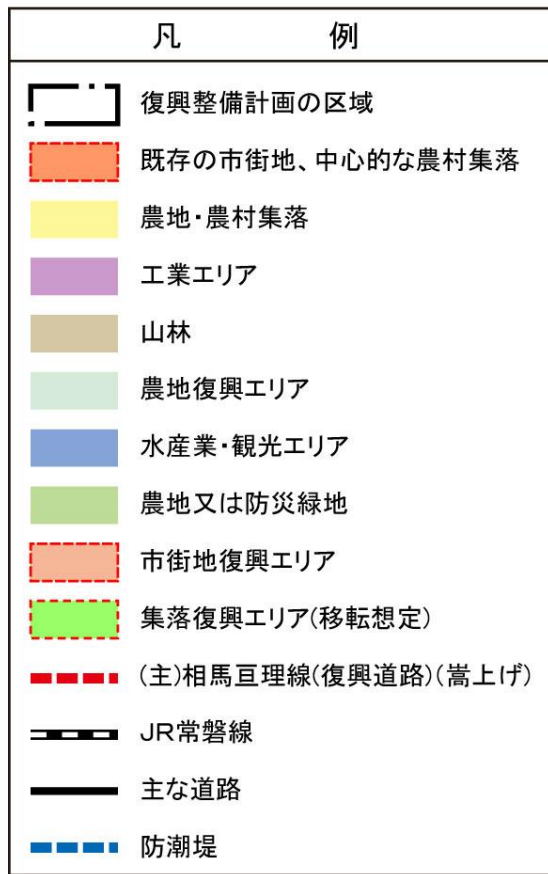 凡 例
復興整備計画の区域
既存の市街地、中心的な農村集落
農地・農村集落
工業エリア
山林
農地復興エリア
水産業・観光エリア
農地又は防災緑地
市街地復興エリア
集落復興エリア(移転想定)
(主)相馬亘理線(復興道路)(嵩上げ)
JR常磐線
主な道路
防潮堤